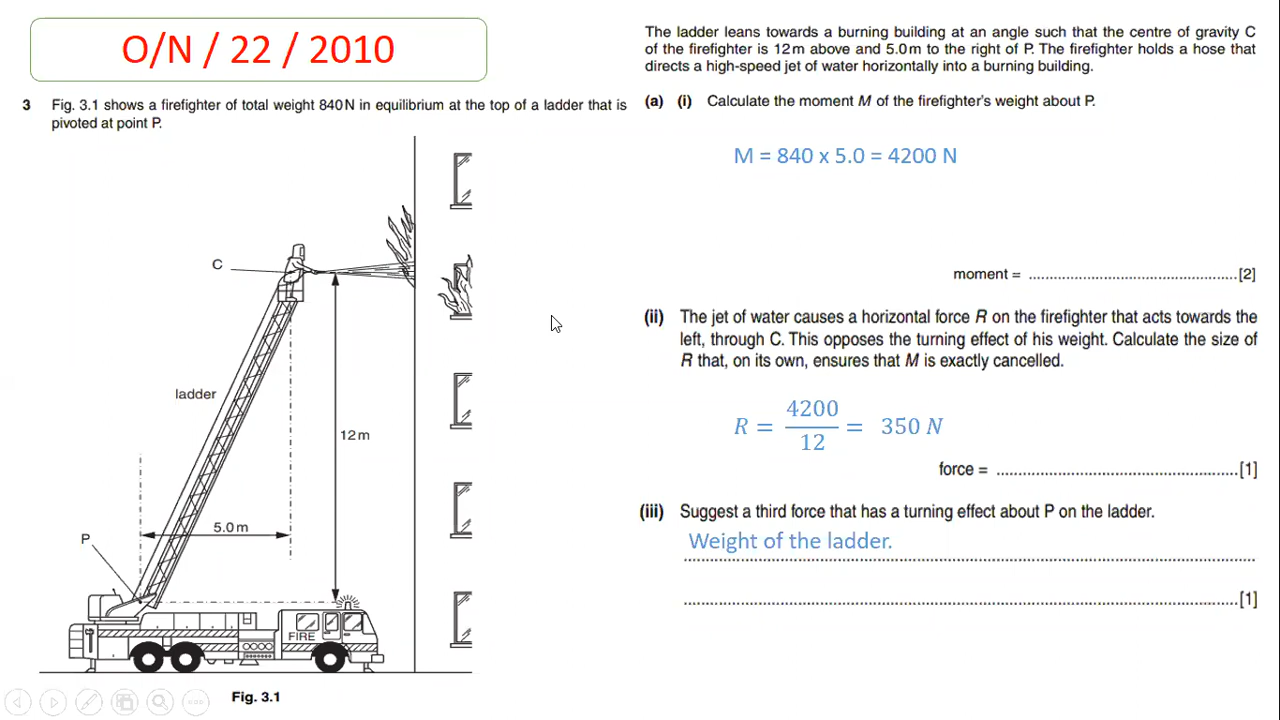 O/N / 22 / 2010
3 Fig. 3.1 shows a firefighter of total weight 840 N in equilibrium at the top of a ladder that is
pivoted at point P.
C
ladder
12 m
5.0 m
P
FIRE
Fig. 3.1
The ladder leans towards a burning building at an angle such that the centre of gravity C
of the firefighter is 12 m above and 5.0 m to the right of P. The firefighter holds a hose that
directs a high-speed jet of water horizontally into a burning building.
(a) (i) Calculate the moment M of the firefighter's weight about P.
M = 840 x 5.0 = 4200 N
moment = ................................................[2]
(ii) The jet of water causes a horizontal force R on the firefighter that acts towards the
left, through C. This opposes the turning effect of his weight. Calculate the size of
R that, on its own, ensures that M is exactly cancelled.
R = 4200/12 = 350 N
force = ................................................[1]
(iii) Suggest a third force that has a turning effect about P on the ladder.
Weight of the ladder.
................................................[1]